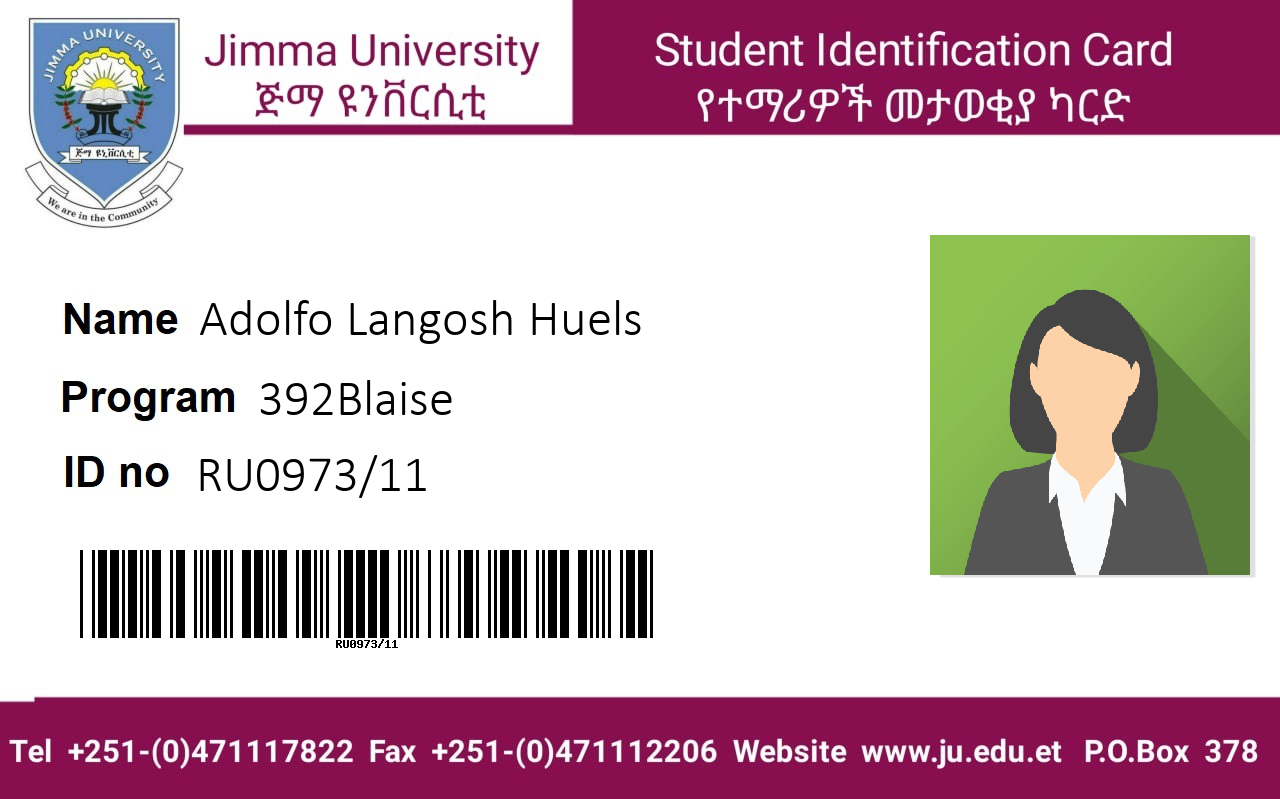 JIMMA UNIVERSITY
ጅማ ዩኒቨርሲቲ
We are in the Community
Jimma University
ጅማ ዩንቨርሲቲ
Student Identification Card
የተማሪዎች መታወቂያ ካርድ
Name Adolfo Langosh Huels
Program 392Blaise
ID no RU0973/11
RU0973/11
Tel +251-(0)471117822 Fax +251-(0)471112206 Website www.ju.edu.et P.O.Box 378